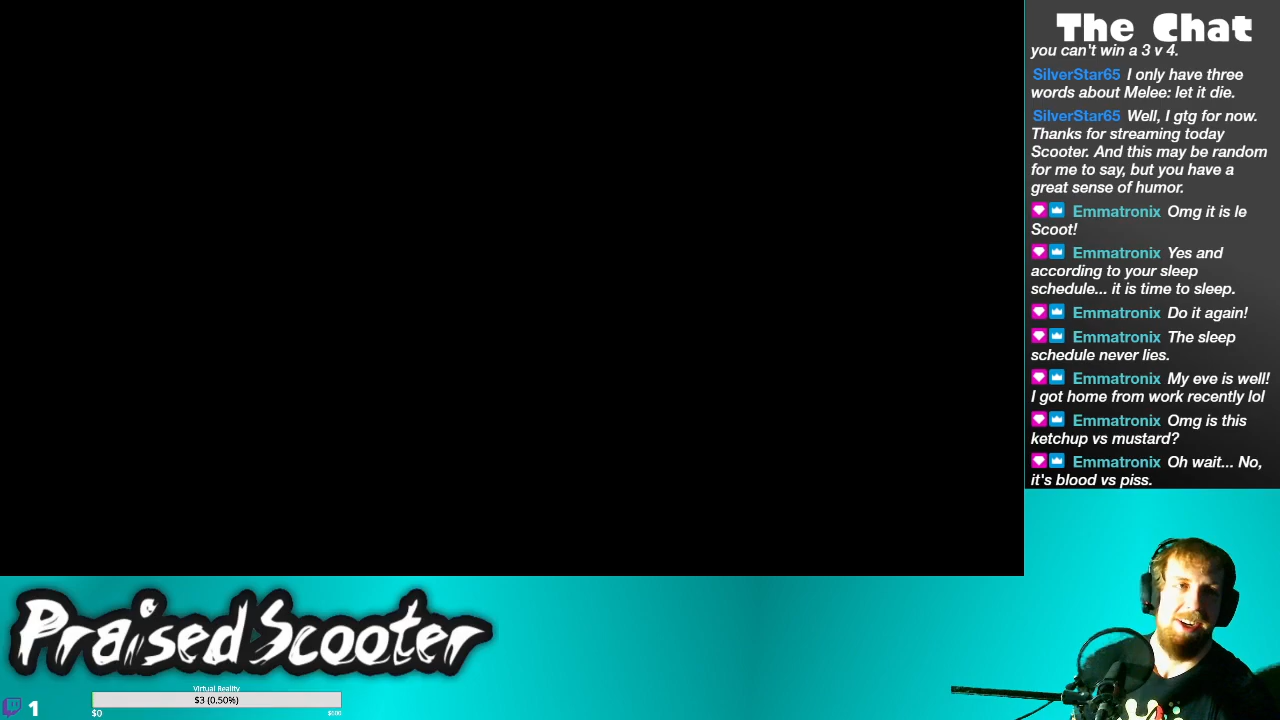 The Chat
you can't win a 3 v 4.
SilverStar65 I only have three
words about Melee: let it die.
SilverStar65 Well, I gtg for now.
Thanks for streaming today
Scooter. And this may be random
for me to say, but you have a
great sense of humor.
Emmatronix Omg it is le
Scoot!
Emmatronix Yes and
according to your sleep
schedule... it is time to sleep.
Emmatronix Do it again!
Emmatronix The sleep
schedule never lies.
Emmatronix My eve is well!
I got home from work recently lol
Emmatronix Omg is this
ketchup vs mustard?
Emmatronix Oh wait... No,
it's blood vs piss.
PraisedScooter
Virtual Reality
$3 (0.50%)
1
$0